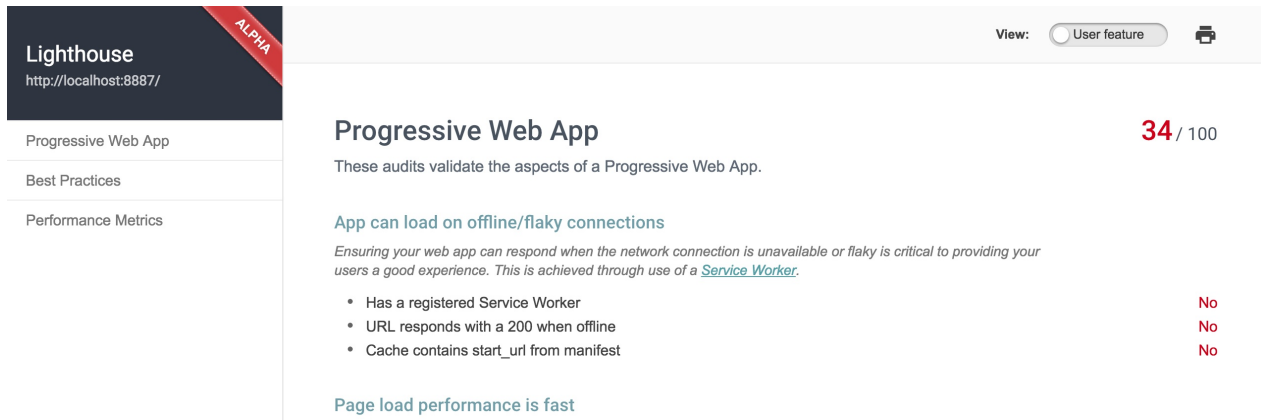 Lighthouse
http://localhost:8887/
ALPHA
Progressive Web App
Best Practices
Performance Metrics
View:
User feature
Progressive Web App
34 / 100
These audits validate the aspects of a Progressive Web App.
App can load on offline/flaky connections
Ensuring your web app can respond when the network connection is unavailable or flaky is critical to providing your
users a good experience. This is achieved through use of a Service Worker.
• Has a registered Service Worker No
• URL responds with a 200 when offline No
• Cache contains start_url from manifest No
Page load performance is fast